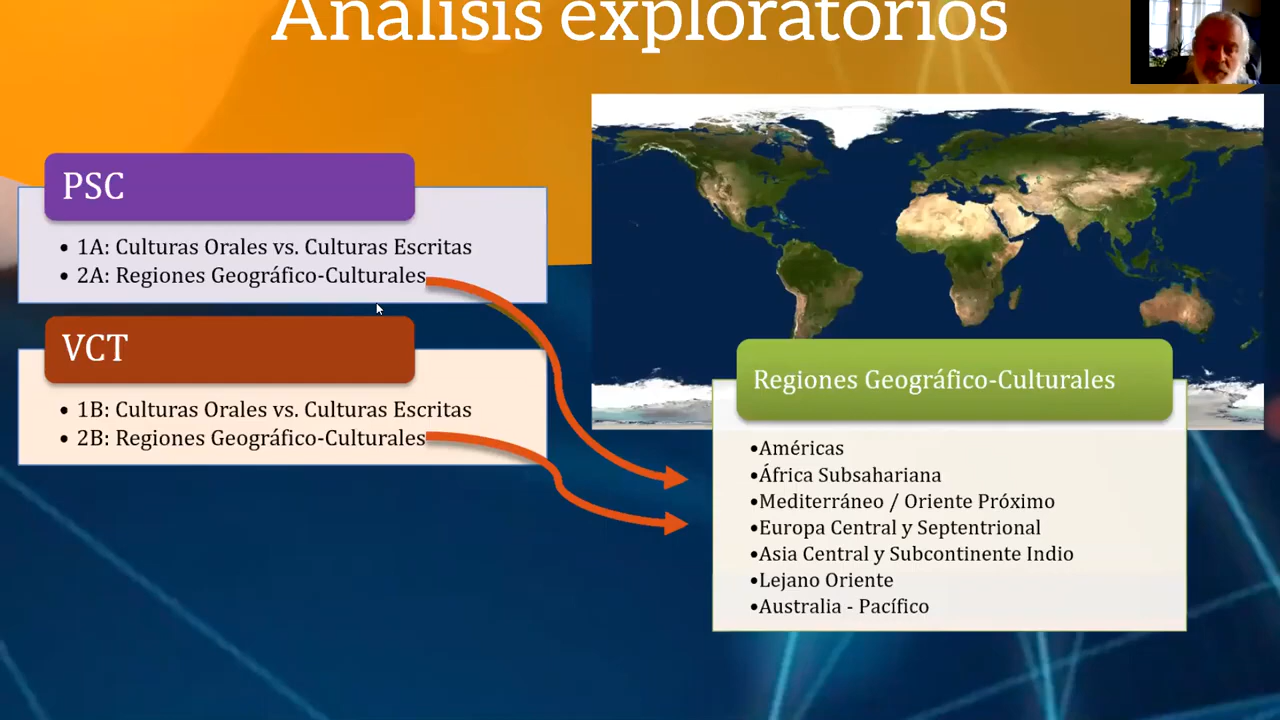 Análisis exploratorios
PSC
• 1A: Culturas Orales vs. Culturas Escritas
• 2A: Regiones Geográfico-Culturales
VCT
• 1B: Culturas Orales vs. Culturas Escritas
• 2B: Regiones Geográfico-Culturales
Regiones Geográfico-Culturales
•Américas
•África Subsahariana
•Mediterráneo / Oriente Próximo
•Europa Central y Septentrional
•Asia Central y Subcontinente Indio
•Lejano Oriente
•Australia - Pacífico